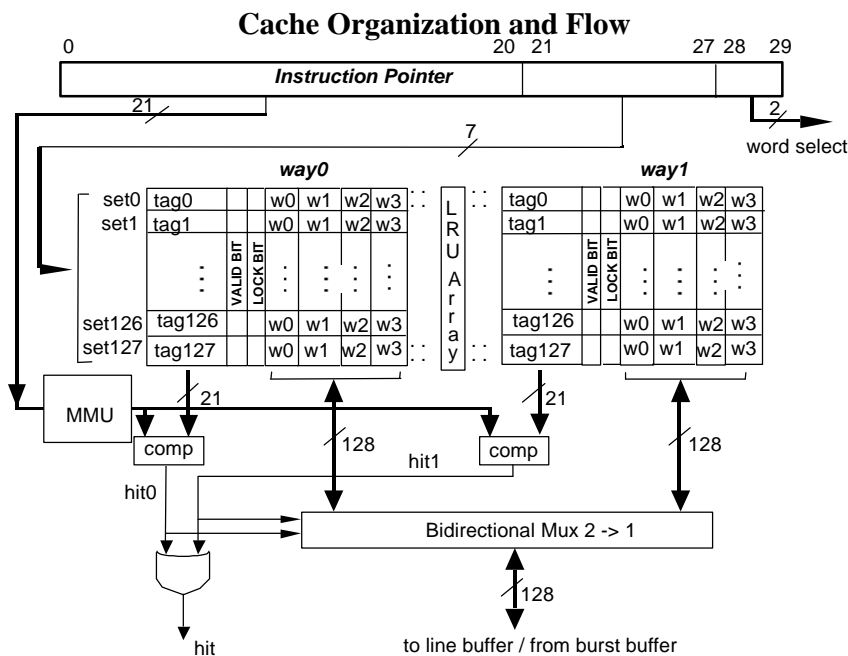 Cache Organization and Flow
0 20 21 27 28 29
Instruction Pointer
21
7
2
word select
way0 way1
set0 tag0 w0 w1 w2 w3 tag0 w0 w1 w2 w3
set1 tag1 w0 w1 w2 w3 tag1 w0 w1 w2 w3
VALID BIT LOCK BIT LRU Array VALID BIT LOCK BIT
set126 tag126 w0 w1 w2 w3 tag126 w0 w1 w2 w3
set127 tag127 w0 w1 w2 w3 tag127 w0 w1 w2 w3
21 21
MMU
comp 128 comp 128
hit1
hit0
Bidirectional Mux 2 -> 1
128
hit
to line buffer / from burst buffer